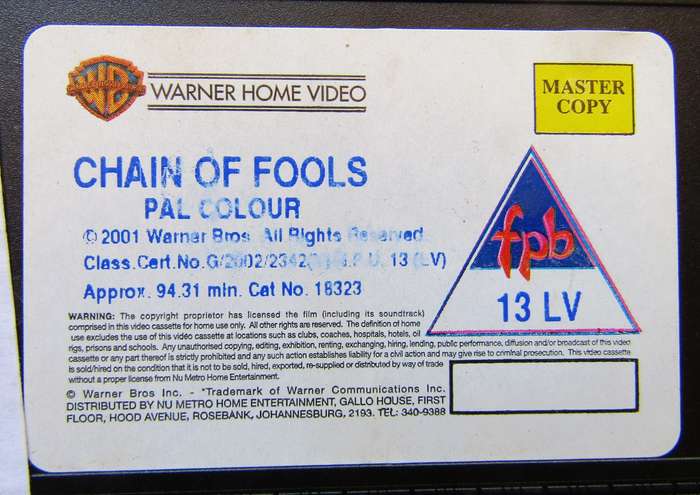 WB
WARNER HOME VIDEO
MASTER
COPY
CHAIN OF FOOLS
PAL COLOUR
© 2001 Warner Bros. All Rights Reserved
Class.Cert.No.G/2002/2342 13 (LV)
Approx. 94.31 min. Cat No. 18323
fpb
13 LV
WARNING: The copyright proprietor has licensed the film (including its soundtrack)
comprised in this video cassette for home use only. All other rights are reserved. The definition of home
use excludes the use of this video cassette at locations such as clubs, coaches, hospitals, hotels, oil
rigs, prisons and schools. Any unauthorised copying, editing, exhibition, renting, exchanging, hiring, lending, public performance, diffusion and/or broadcast of this video
cassette or any part thereof is strictly prohibited and any such action establishes liability for a civil action and may give rise to criminal prosecution. This video cassette
is sold/hired on the condition that it is not to be sold, hired, exported, re-supplied or distributed by way of trade
without a proper license from Nu Metro Home Entertainment.
© Warner Bros Inc. - *Trademark of Warner Communications Inc.
DISTRIBUTED BY NU METRO HOME ENTERTAINMENT, GALLO HOUSE, FIRST
FLOOR, HOOD AVENUE, ROSEBANK, JOHANNESBURG, 2193. TEL: 340-9388